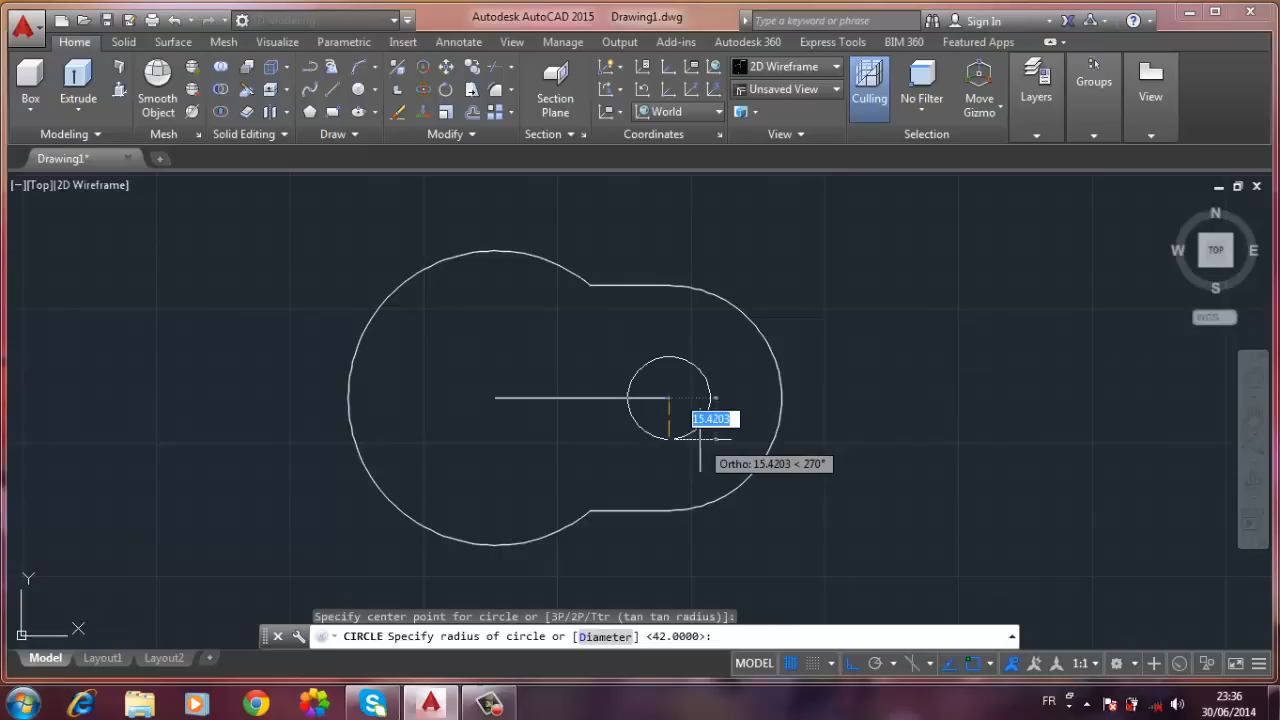 3D Modeling
Autodesk AutoCAD 2015 Drawing1.dwg
Type a keyword or phrase
Sign In
Home Solid Surface Mesh Visualize Parametric Insert Annotate View Manage Output Add-ins Autodesk 360 Express Tools BIM 360 Featured Apps
2D Wireframe
Unsaved View
World
Box Extrude Smooth Object Section Plane Culling No Filter Move Gizmo Layers Groups View
Modeling Mesh Solid Editing Draw Modify Section Coordinates View Selection
Drawing1*
[−][Top][2D Wireframe]
N
W TOP E
S
WCS
15.4203
Ortho: 15.4203 < 270°
Y
X
Specify center point for circle or [3P/2P/Ttr (tan tan radius)]:
CIRCLE Specify radius of circle or [Diameter] <42.0000>:
Model Layout1 Layout2 +
MODEL 1:1
FR
23:36
30/06/2014